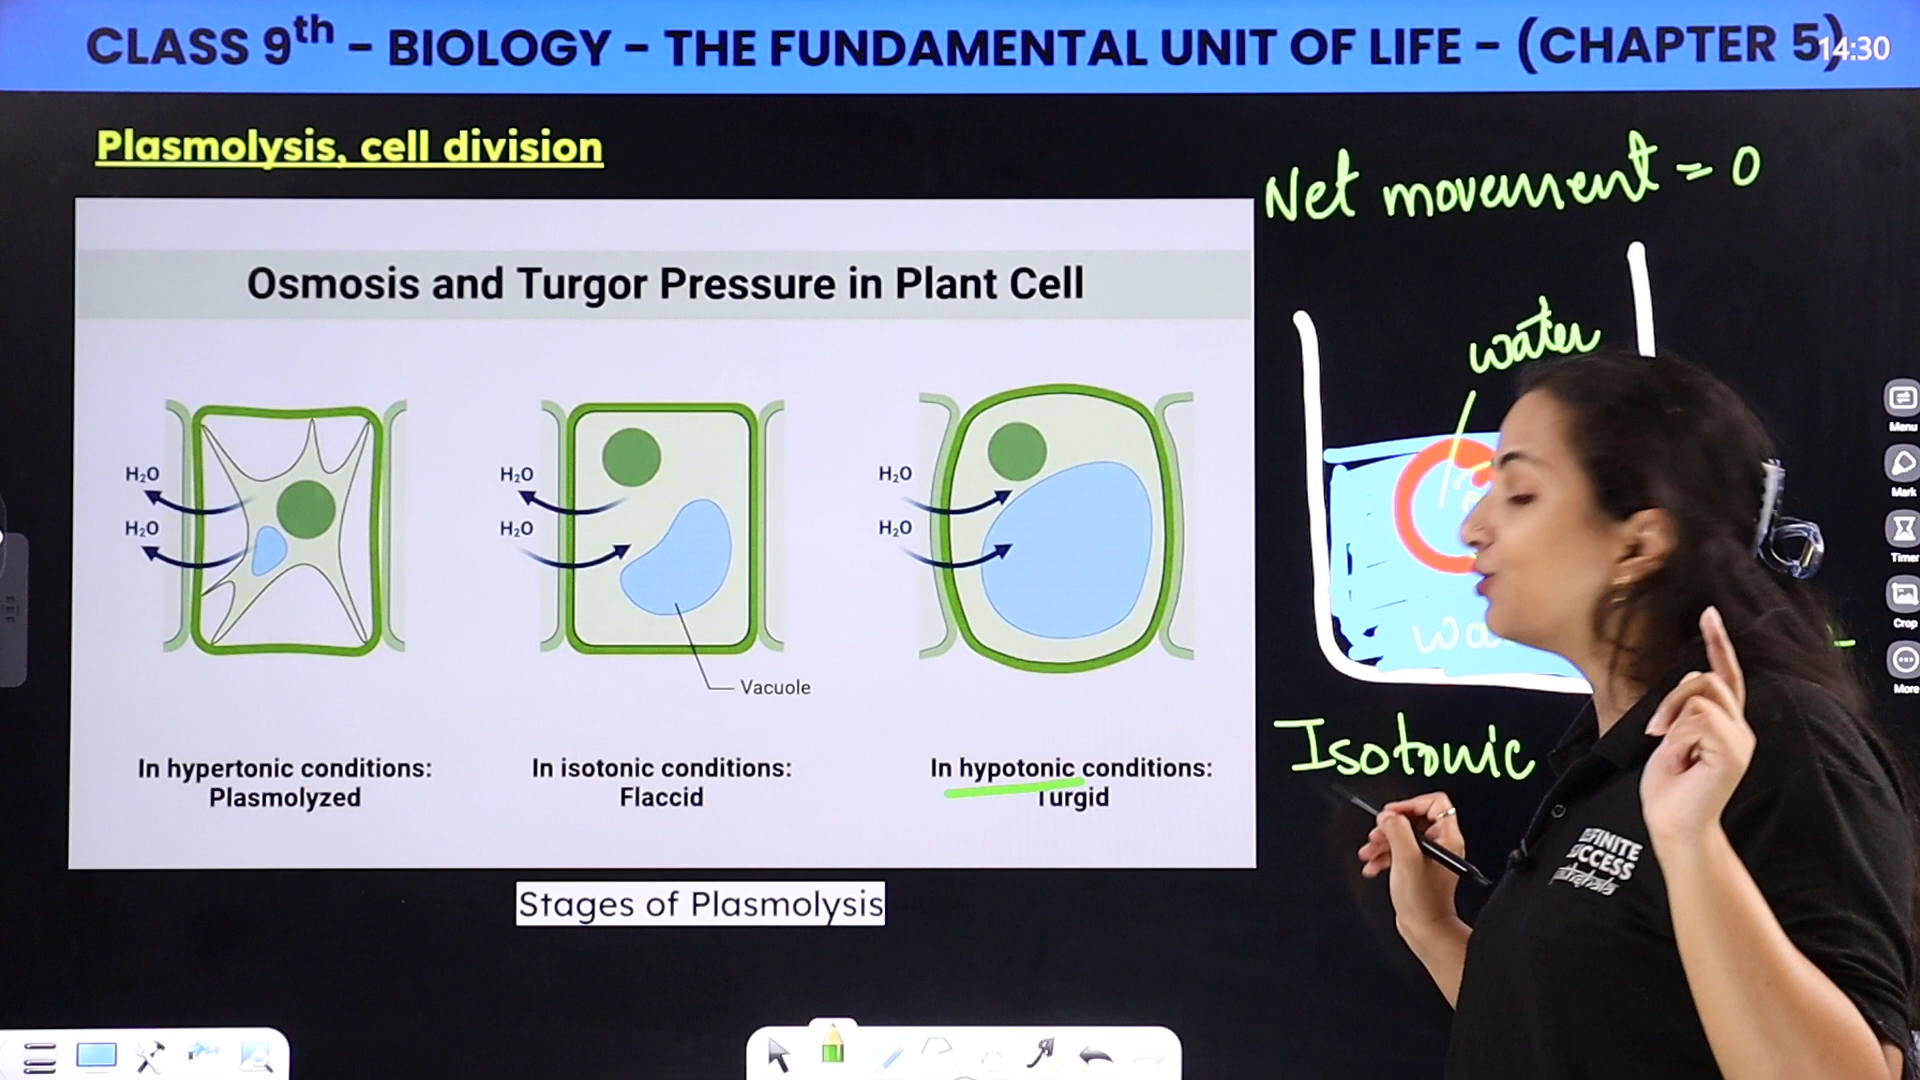 CLASS 9th - BIOLOGY - THE FUNDAMENTAL UNIT OF LIFE - (CHAPTER 5)
14:30
Plasmolysis, cell division
Net movement = 0
Osmosis and Turgor Pressure in Plant Cell
water
H₂O
H₂O
H₂O
H₂O
H₂O
H₂O
Vacuole
In hypertonic conditions:
Plasmolyzed
In isotonic conditions:
Flaccid
In hypotonic conditions:
Turgid
Isotonic
Stages of Plasmolysis
Menu
Mark
Timer
Crop
More